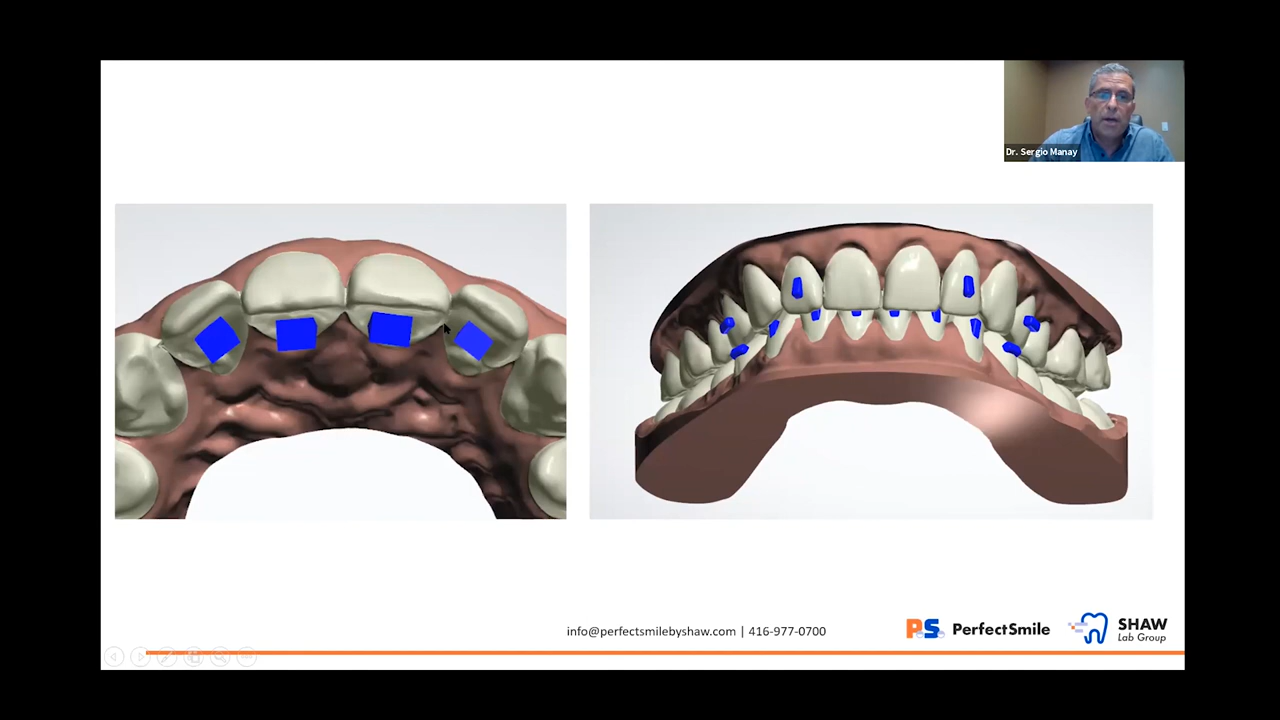 Dr. Sergio Manay
info@perfectsmilebyshaw.com | 416-977-0700
PS PerfectSmile
SHAW
Lab Group